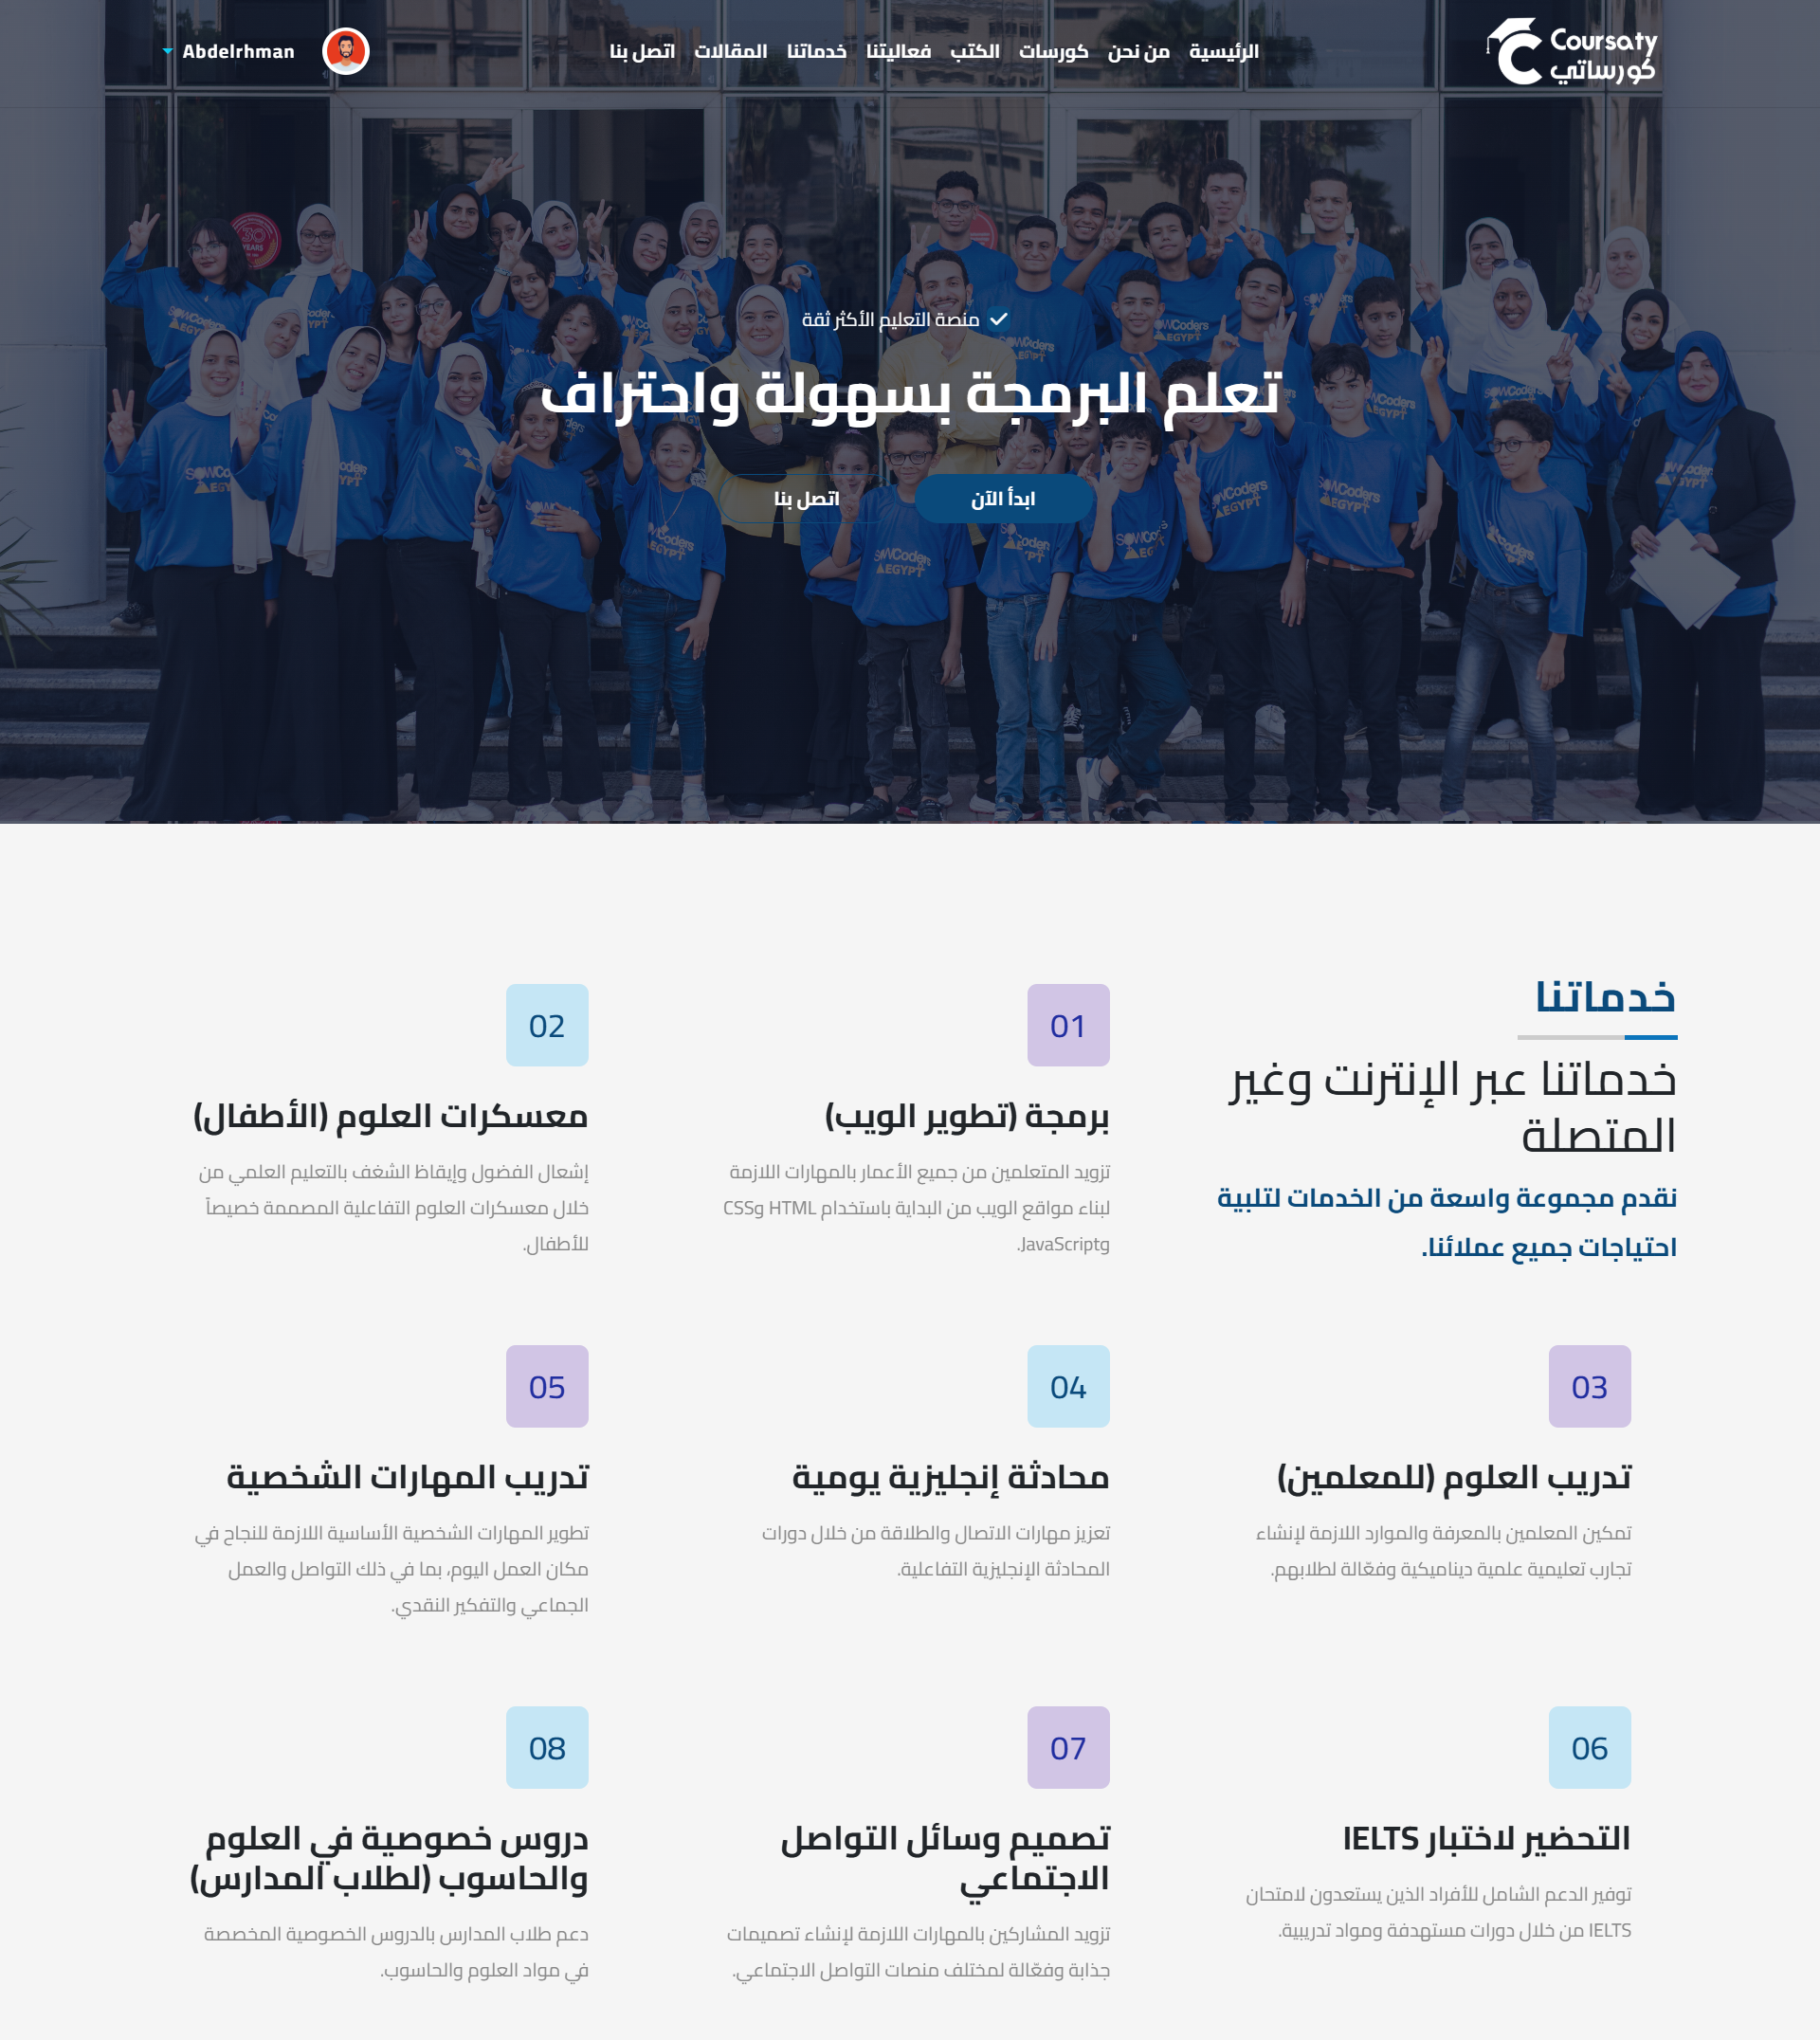 Coursaty
كورساتي
الرئيسية من نحن كورسات الكتب فعاليتنا خدماتنا المقالات اتصل بنا
Abdelrhman
30
YEARS
منصة التعليم الأكثر ثقة
تعلم البرمجة بسهولة واحتراف
ابدأ الآن
اتصل بنا
Coders
EGYPT
خدماتنا
خدماتنا عبر الإنترنت وغير
المتصلة
نقدم مجموعة واسعة من الخدمات لتلبية
احتياجات جميع عملائنا.
01
برمجة (تطوير الويب)
تزويد المتعلمين من جميع الأعمار بالمهارات اللازمة
لبناء مواقع الويب من البداية باستخدام HTML وCSS
وJavaScript.
02
معسكرات العلوم (الأطفال)
إشعال الفضول وإيقاظ الشغف بالتعليم العلمي من
خلال معسكرات العلوم التفاعلية المصممة خصيصاً
للأطفال.
03
تدريب العلوم (للمعلمين)
تمكين المعلمين بالمعرفة والموارد اللازمة لإنشاء
تجارب تعليمية علمية ديناميكية وفعّالة لطلابهم.
04
محادثة إنجليزية يومية
تعزيز مهارات الاتصال والطلاقة من خلال دورات
المحادثة الإنجليزية التفاعلية.
05
تدريب المهارات الشخصية
تطوير المهارات الشخصية الأساسية اللازمة للنجاح في
مكان العمل اليوم، بما في ذلك التواصل والعمل
الجماعي والتفكير النقدي.
06
التحضير لاختبار IELTS
توفير الدعم الشامل للأفراد الذين يستعدون لامتحان
IELTS من خلال دورات مستهدفة ومواد تدريبية.
07
تصميم وسائل التواصل
الاجتماعي
تزويد المشاركين بالمهارات اللازمة لإنشاء تصميمات
جذابة وفعّالة لمختلف منصات التواصل الاجتماعي.
08
دروس خصوصية في العلوم
والحاسوب (لطلاب المدارس)
دعم طلاب المدارس بالدروس الخصوصية المخصصة
في مواد العلوم والحاسوب.